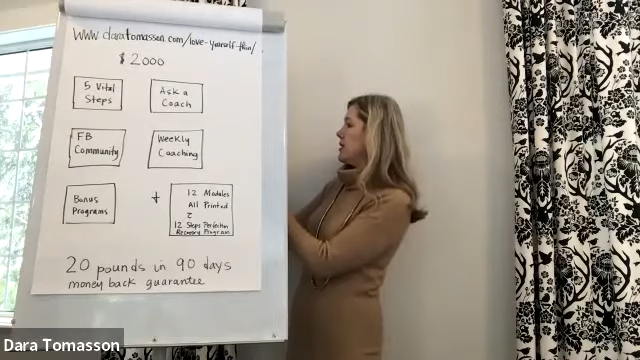 www daratomasson.com/love-yourself-thin/
$2000
5 Vital
Steps
Ask a
Coach
FB
Community
Weekly
Coaching
Bonus
Programs
+
12 Modules
All Printed
12 Steps Perfection
Recovery Program
20 pounds in 90 days
money back guarantee
Dara Tomasson